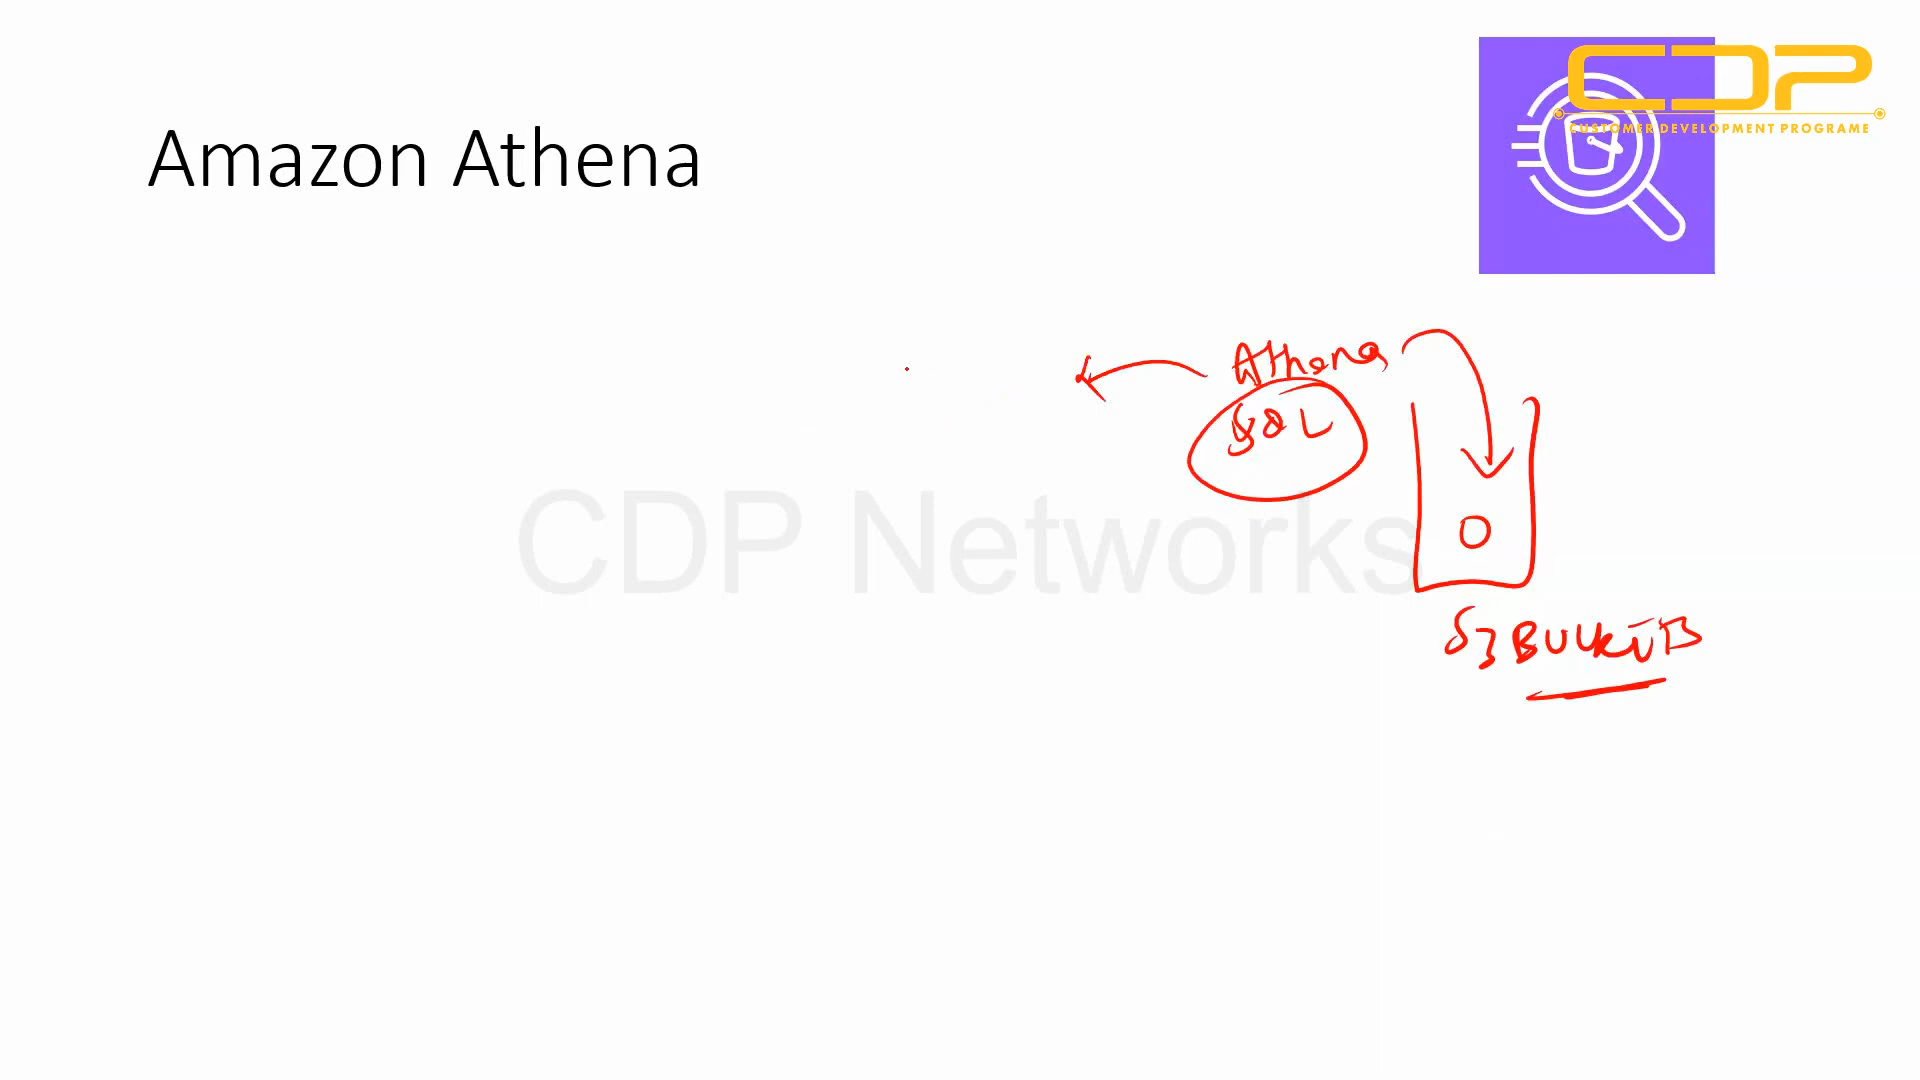 CDP
CUSTOMER DEVELOPMENT PROGRAME
Amazon Athena
Athena
SQL
CDP Networks
S3 Buckets